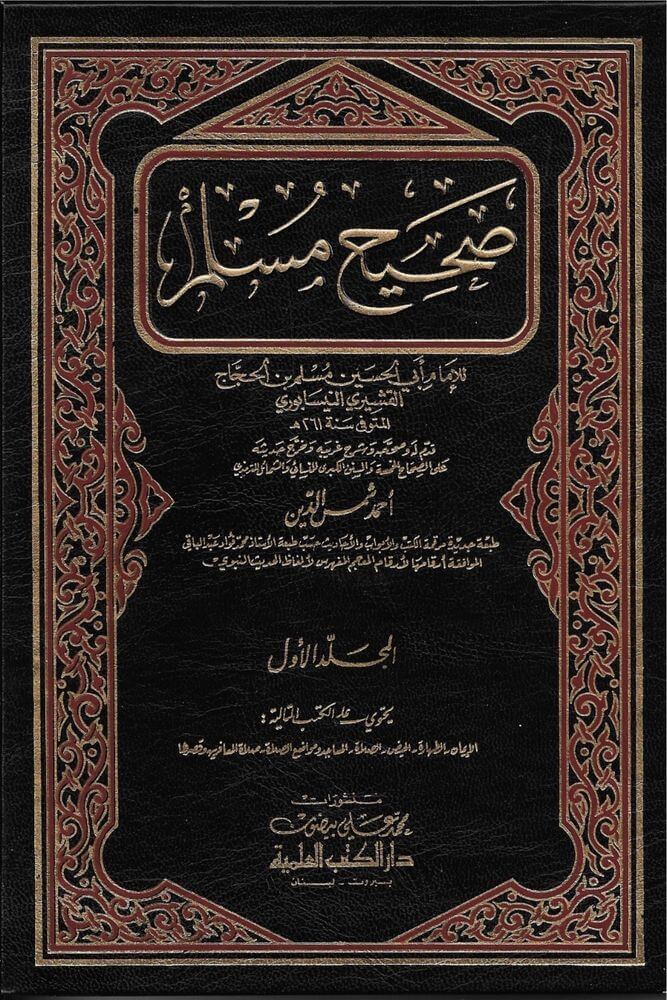 صَحِيح مُسْلِم
للإمام أبي الحسين مسلم بن الحجاج
القشيري النيسابوري
المتوفى سنة ٢٦١ هـ
قدم له وصححه وشرح غريبه وخرج حديثه
على الصحاح الخمسة والسنن الكبرى للنسائي والشمائل للترمذي
أحمد شمس الدين
طبعة جديدة مرقمة الكتب والأبواب والأحاديث حسب طبعة الأستاذ محمد فؤاد عبد الباقي
الموافقة أرقامها لأرقام المعجم المفهرس لألفاظ الحديث النبوي
المجلد الأول
يحتوي على الكتب التالية:
الإيمان - الطهارة - الحيض - الصلاة - المساجد ومواضع الصلاة - صلاة المسافرين وقصرها
منشورات
محمد علي بيضون
دار الكتب العلمية
بيروت - لبنان